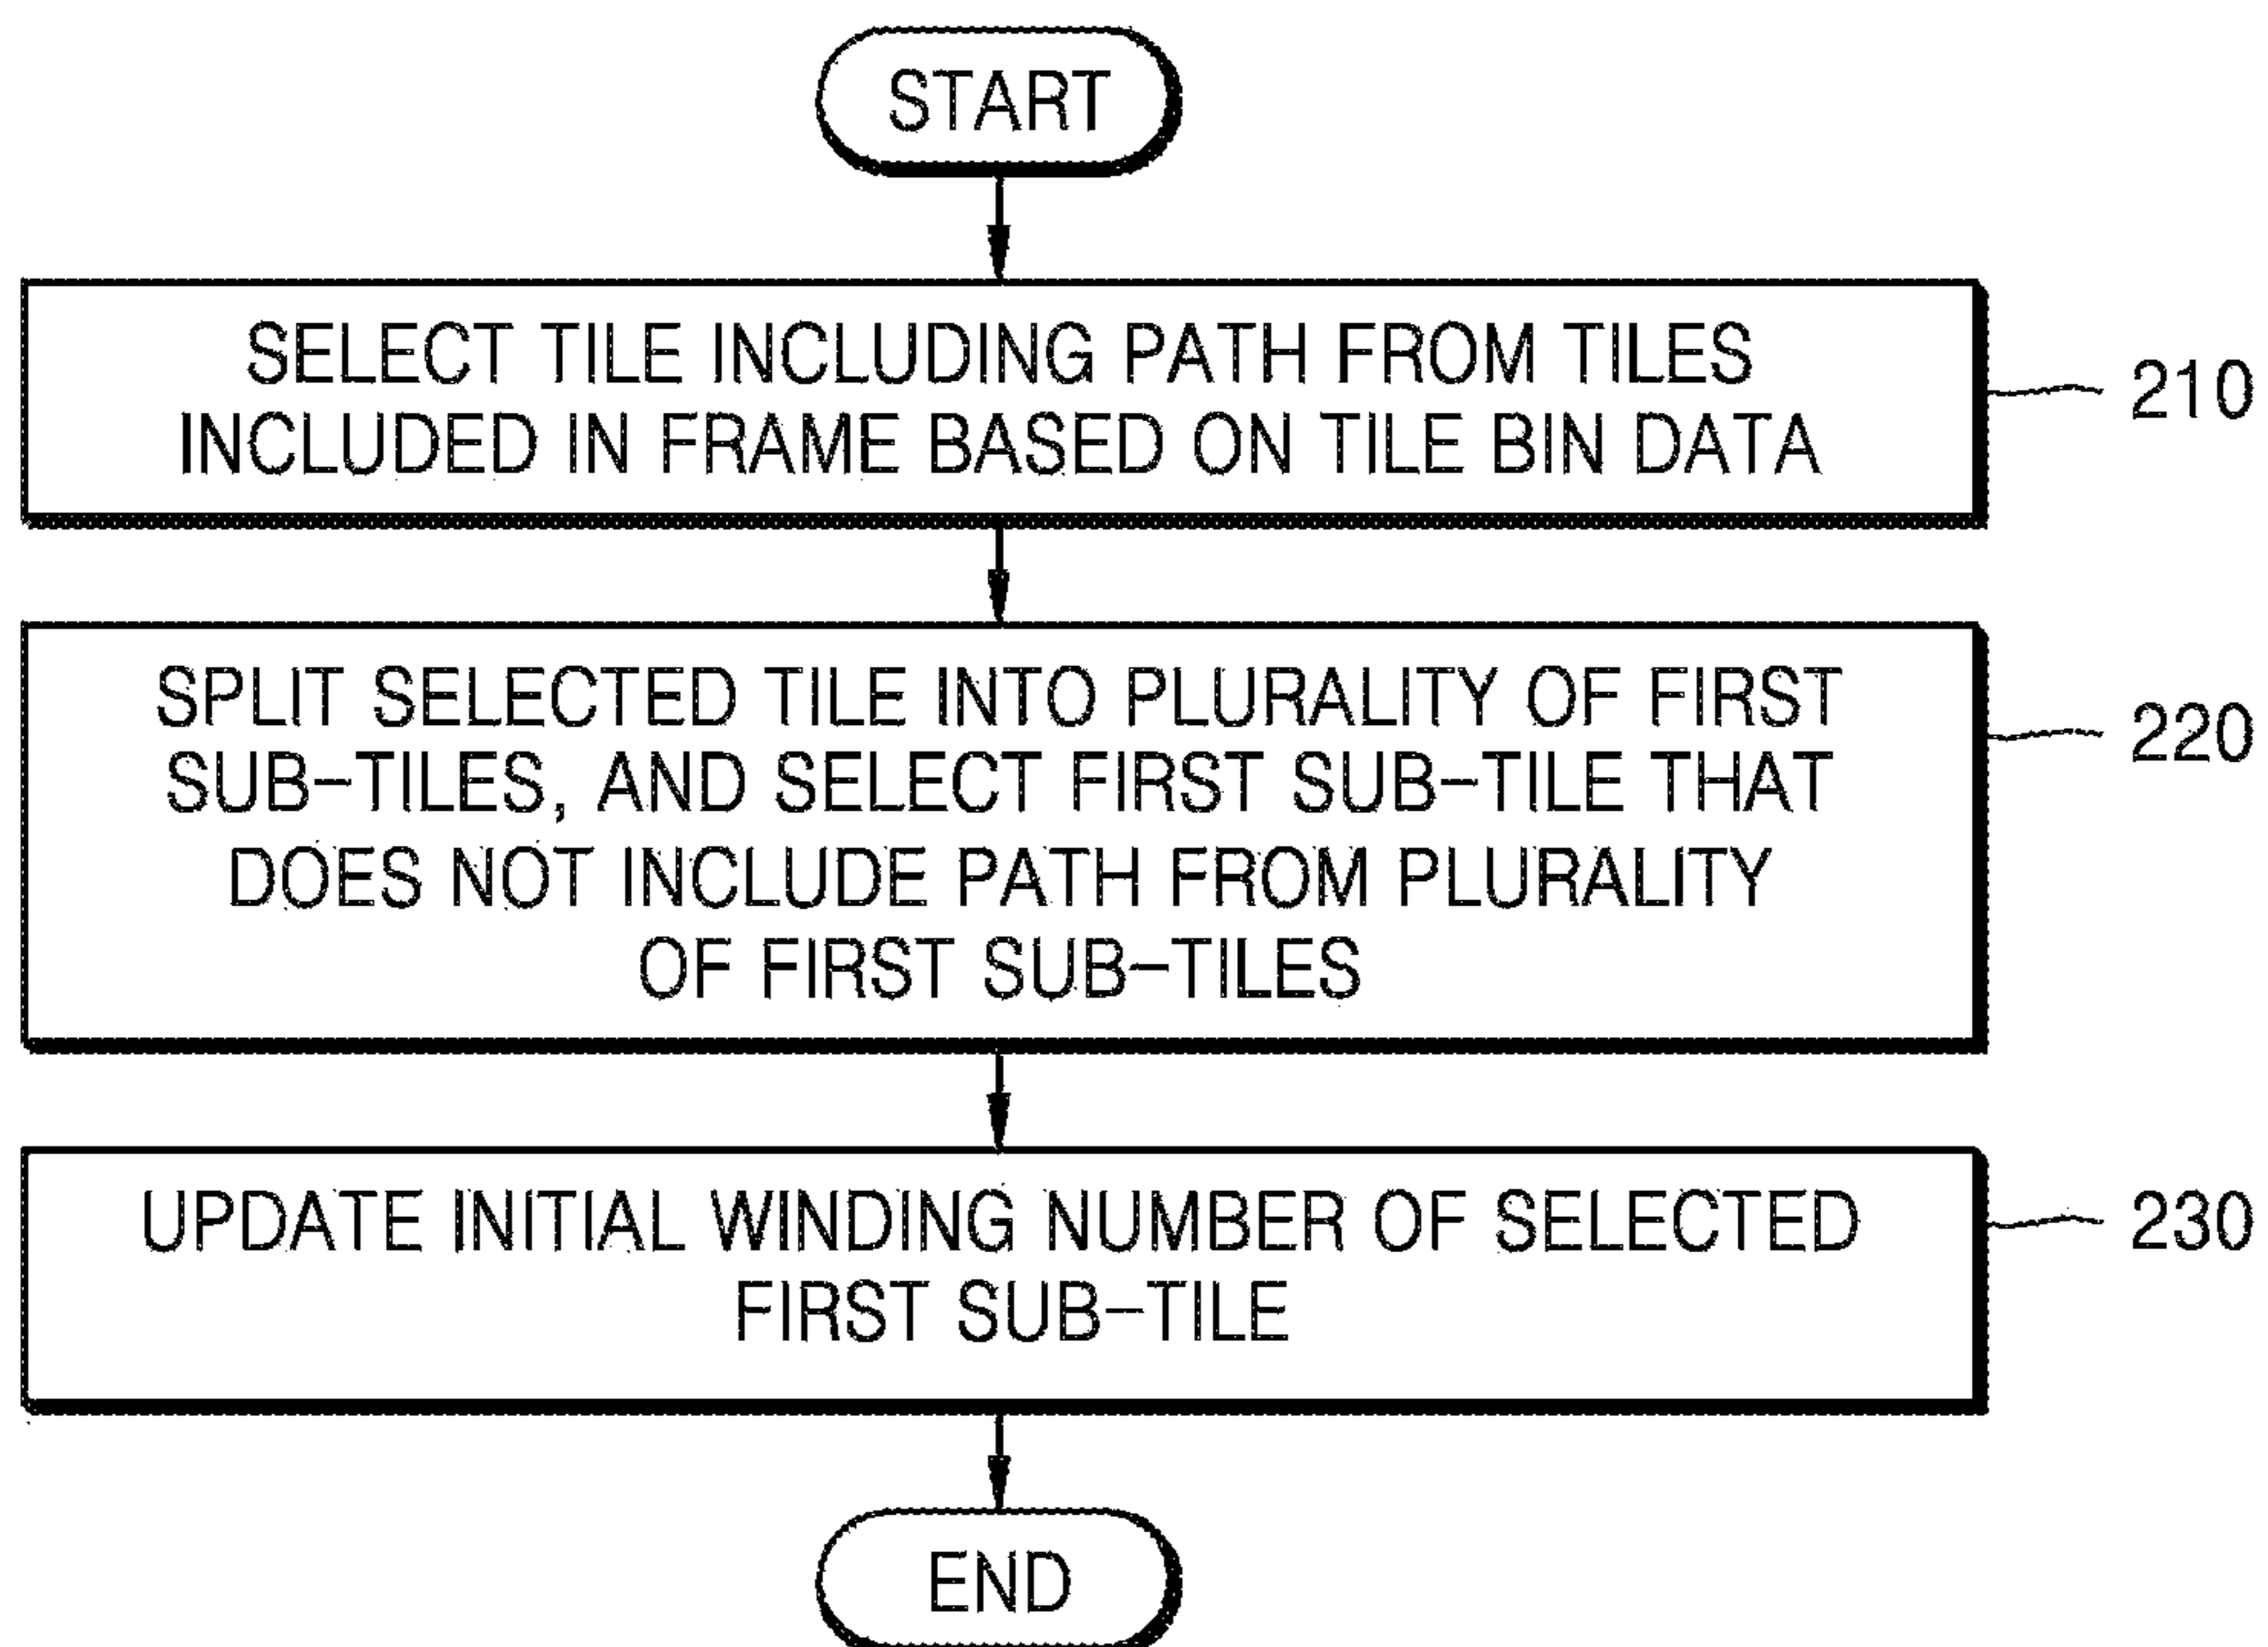 START
SELECT TILE INCLUDING PATH FROM TILES
INCLUDED IN FRAME BASED ON TILE BIN DATA
210
SPLIT SELECTED TILE INTO PLURALITY OF FIRST
SUB-TILES, AND SELECT FIRST SUB-TILE THAT
DOES NOT INCLUDE PATH FROM PLURALITY
OF FIRST SUB-TILES
220
UPDATE INITIAL WINDING NUMBER OF SELECTED
FIRST SUB-TILE
230
END